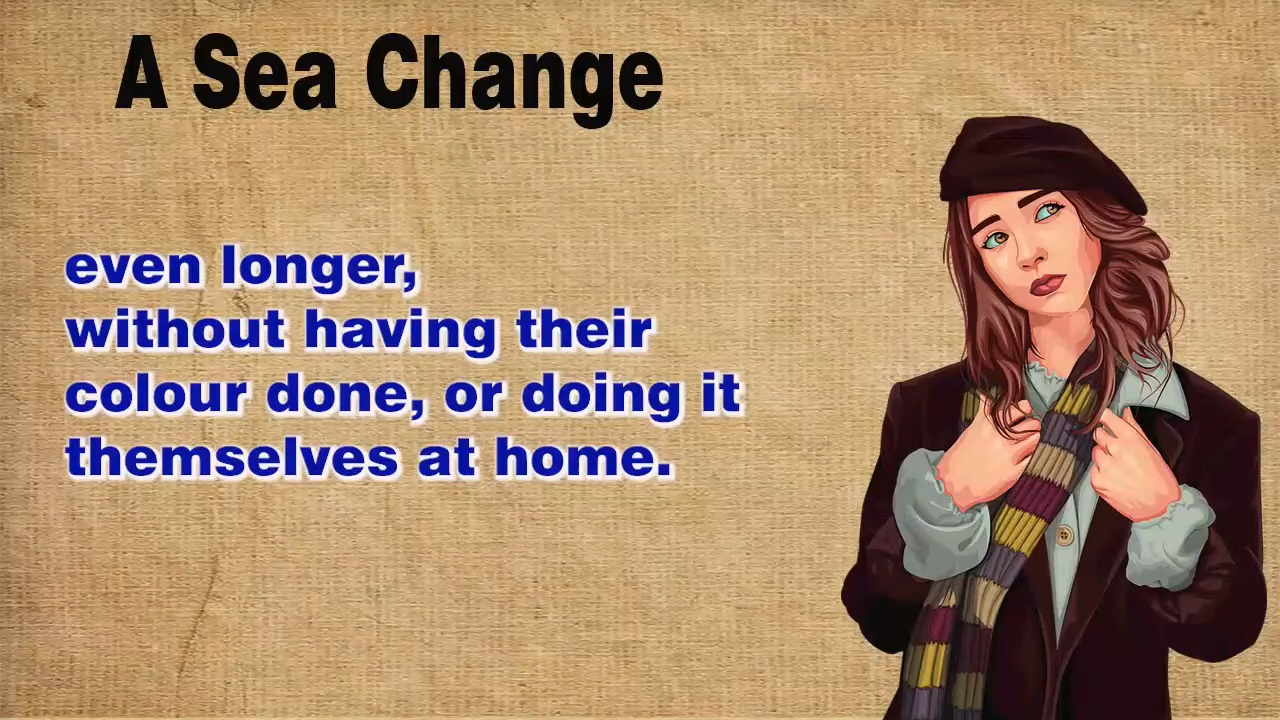 A Sea Change
even longer,
without having their
colour done, or doing it
themselves at home.